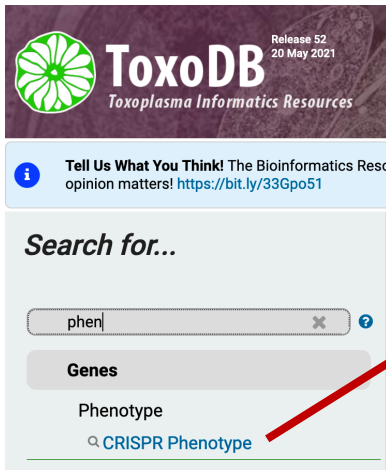 Release 52
20 May 2021
ToxoDB
Toxoplasma Informatics Resources
Tell Us What You Think! The Bioinformatics Reso
opinion matters! https://bit.ly/33Gpo51
Search for...
phen
Genes
Phenotype
CRISPR Phenotype